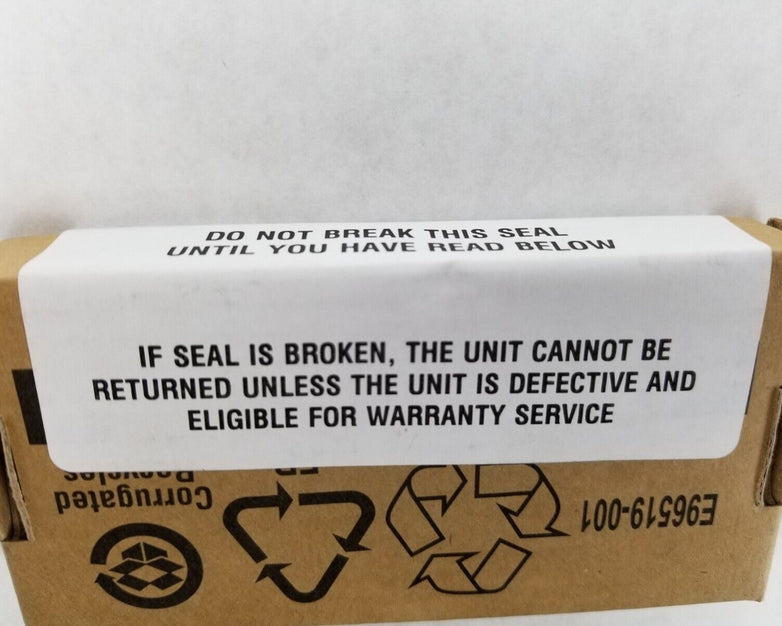 DO NOT BREAK THIS SEAL
UNTIL YOU HAVE READ BELOW
IF SEAL IS BROKEN, THE UNIT CANNOT BE
RETURNED UNLESS THE UNIT IS DEFECTIVE AND
ELIGIBLE FOR WARRANTY SERVICE
E96519-001
Corrugated
Recycles